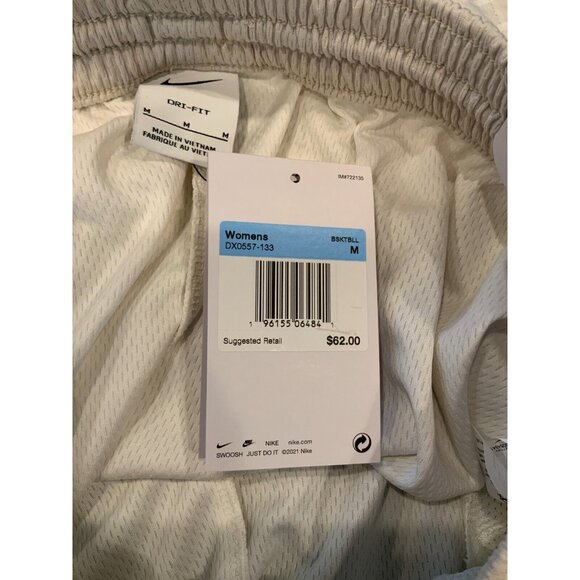 DRI-FIT
M
M
M
MADE IN VIETNAM
FABRIQUE AU VIET
IM#722135
Womens
BSKTBLL
DX0557-133
M
1 96155 06484 1
Suggested Retail
$62.00
NIKE nike.com
SWOOSH JUST DO IT ©2021 Nike